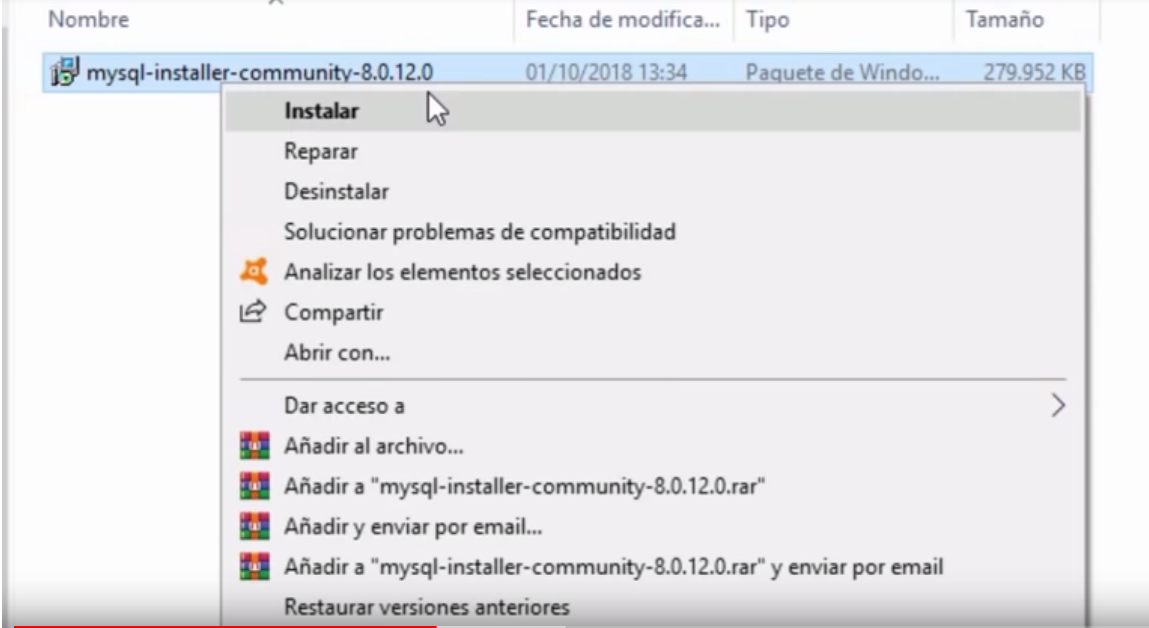 Nombre Fecha de modifica... Tipo Tamaño
mysql-installer-community-8.0.12.0 01/10/2018 13:34 Paquete de Windo... 279.952 KB
Instalar
Reparar
Desinstalar
Solucionar problemas de compatibilidad
Analizar los elementos seleccionados
Compartir
Abrir con...
Dar acceso a
Añadir al archivo...
Añadir a "mysql-installer-community-8.0.12.0.rar"
Añadir y enviar por email...
Añadir a "mysql-installer-community-8.0.12.0.rar" y enviar por email
Restaurar versiones anteriores